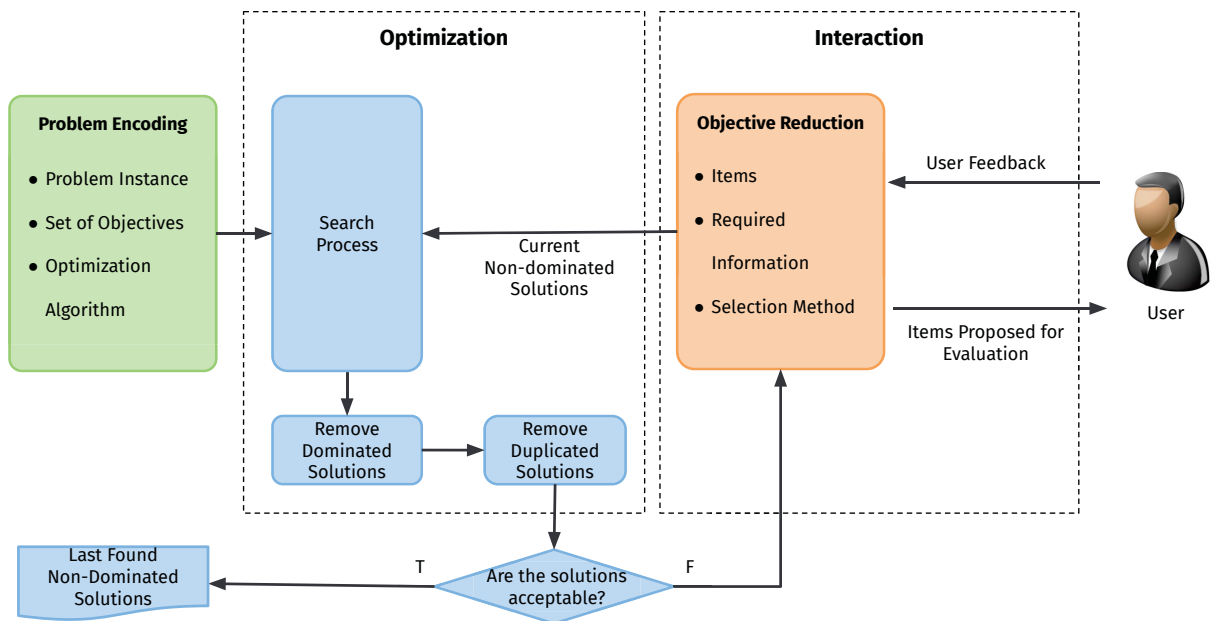 Optimization
Interaction
Problem Encoding
● Problem Instance
● Set of Objectives
● Optimization
Algorithm
Search
Process
Current
Non-dominated
Solutions
Objective Reduction
● Items
● Required
Information
● Selection Method
User Feedback
Items Proposed for
Evaluation
User
Remove
Dominated
Solutions
Remove
Duplicated
Solutions
Are the solutions
acceptable?
T
F
Last Found
Non-Dominated
Solutions